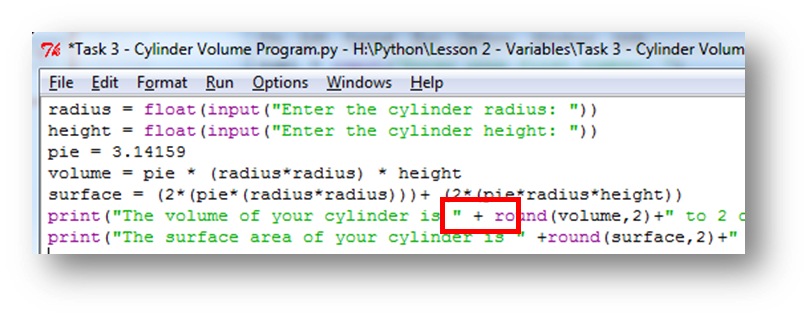 *Task 3 - Cylinder Volume Program.py - H:\Python\Lesson 2 - Variables\Task 3 - Cylinder Volum
File Edit Format Run Options Windows Help
radius = float(input("Enter the cylinder radius: "))
height = float(input("Enter the cylinder height: "))
pie = 3.14159
volume = pie * (radius*radius) * height
surface = (2*(pie*(radius*radius)))+ (2*(pie*radius*height))
print("The volume of your cylinder is " + round(volume,2)+" to 2
print("The surface area of your cylinder is " +round(surface,2)+"